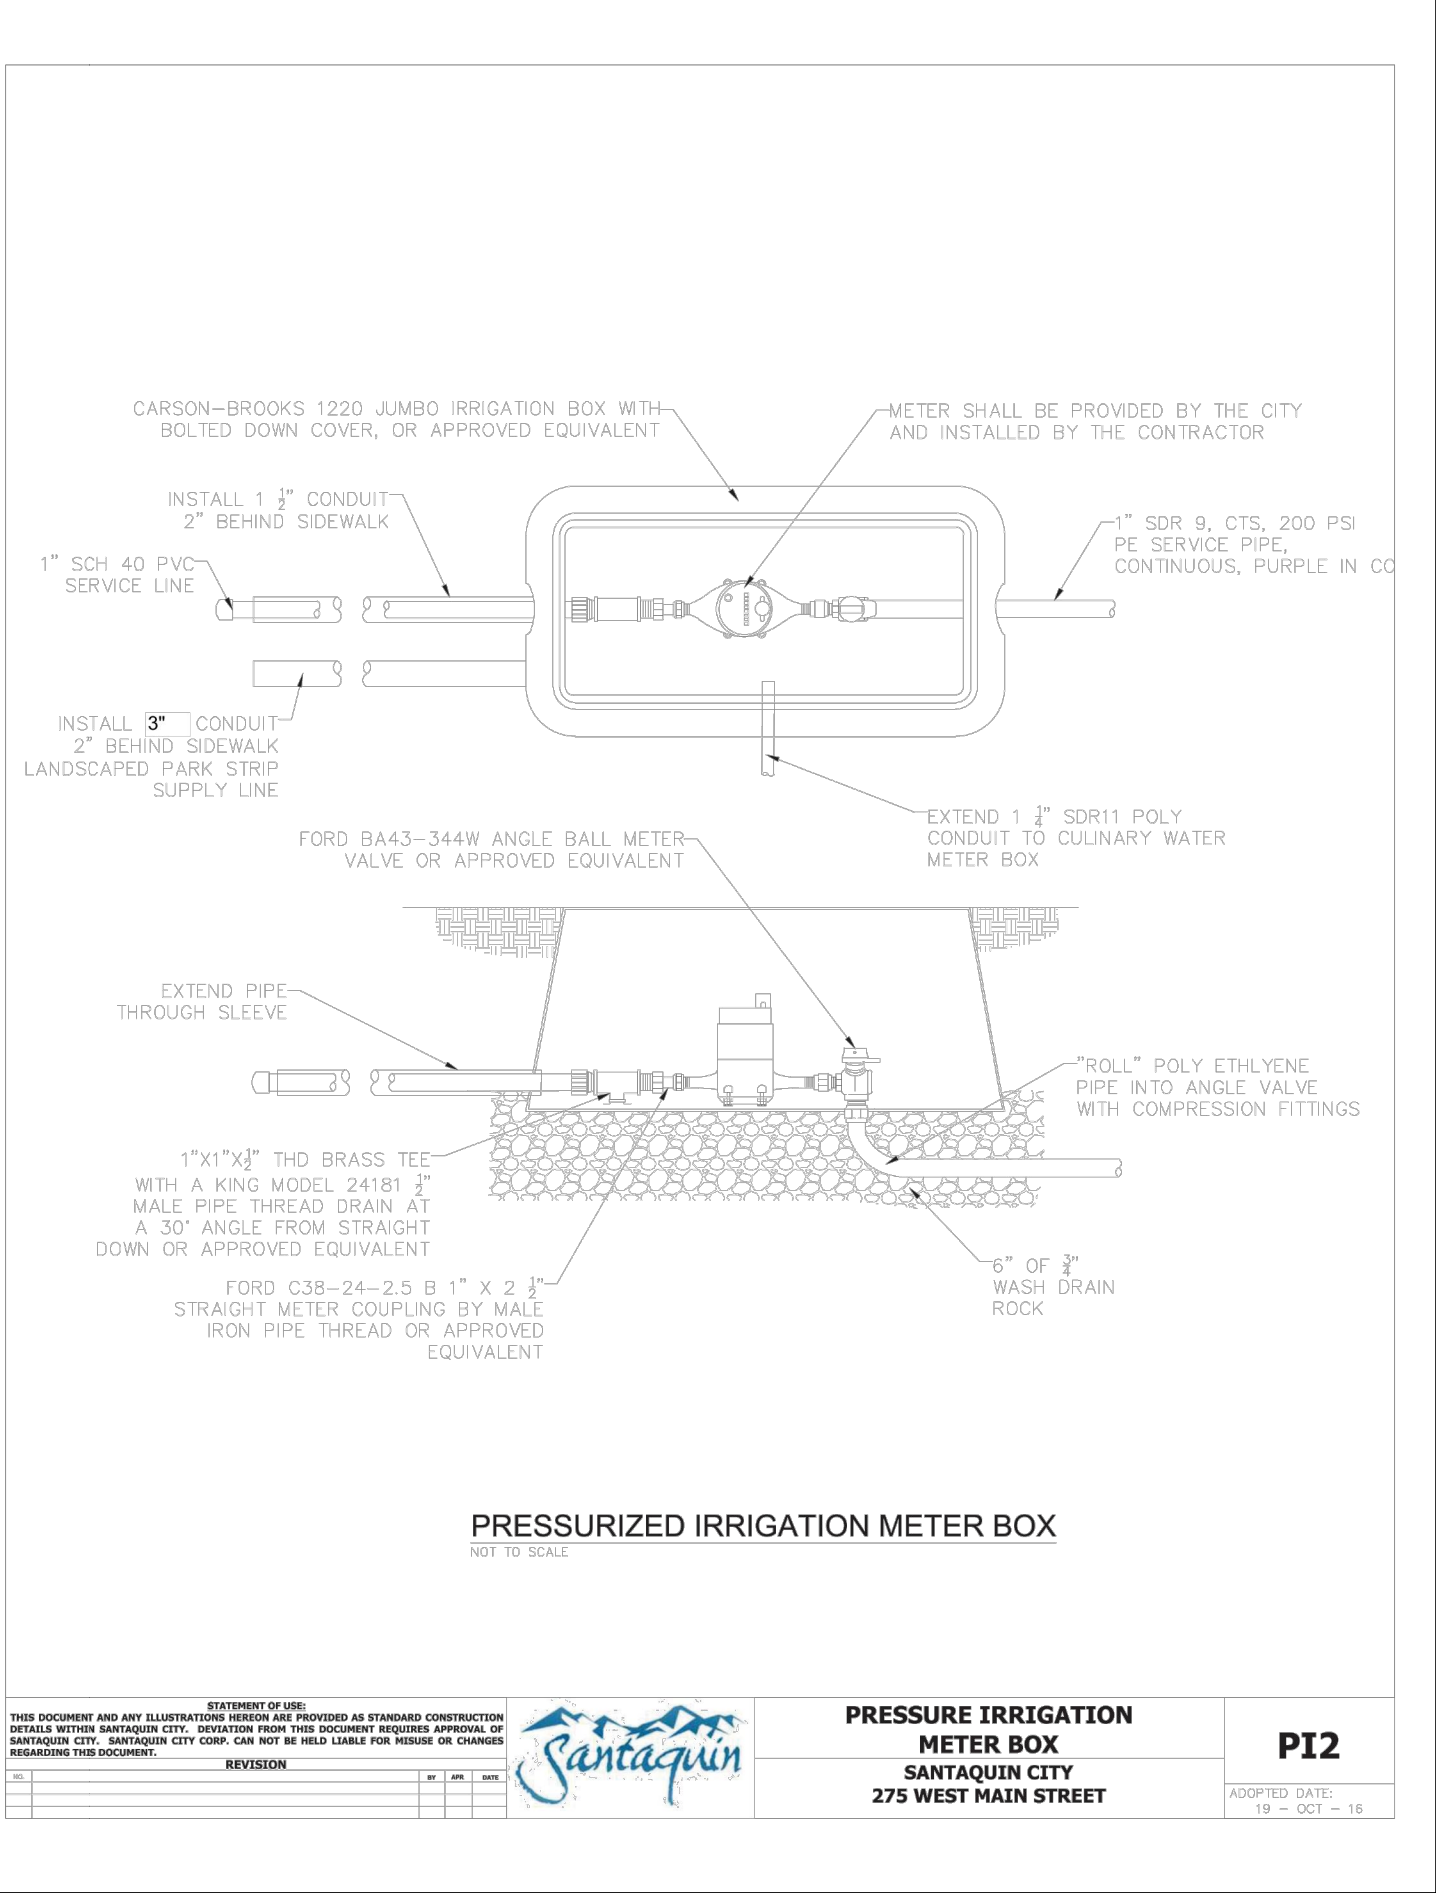 CARSON-BROOKS 1220 JUMBO IRRIGATION BOX WITH
BOLTED DOWN COVER, OR APPROVED EQUIVALENT
METER SHALL BE PROVIDED BY THE CITY
AND INSTALLED BY THE CONTRACTOR
INSTALL 1 1/2" CONDUIT
2" BEHIND SIDEWALK
1" SDR 9, CTS, 200 PSI
PE SERVICE PIPE,
CONTINUOUS, PURPLE IN CO
1" SCH 40 PVC
SERVICE LINE
INSTALL 3" CONDUIT
2" BEHIND SIDEWALK
LANDSCAPED PARK STRIP
SUPPLY LINE
EXTEND 1 1/4" SDR11 POLY
CONDUIT TO CULINARY WATER
METER BOX
FORD BA43-344W ANGLE BALL METER
VALVE OR APPROVED EQUIVALENT
EXTEND PIPE
THROUGH SLEEVE
"ROLL" POLY ETHLYENE
PIPE INTO ANGLE VALVE
WITH COMPRESSION FITTINGS
1"X1"X1/2" THD BRASS TEE
WITH A KING MODEL 24181 1/2"
MALE PIPE THREAD DRAIN AT
A 30° ANGLE FROM STRAIGHT
DOWN OR APPROVED EQUIVALENT
FORD C38-24-2.5 B 1" X 2 1/2"
STRAIGHT METER COUPLING BY MALE
IRON PIPE THREAD OR APPROVED
EQUIVALENT
6" OF 3/4"
WASH DRAIN
ROCK
PRESSURIZED IRRIGATION METER BOX
NOT TO SCALE
STATEMENT OF USE:
THIS DOCUMENT AND ANY ILLUSTRATIONS HEREON ARE PROVIDED AS STANDARD CONSTRUCTION
DETAILS WITHIN SANTAQUIN CITY. DEVIATION FROM THIS DOCUMENT REQUIRES APPROVAL OF
SANTAQUIN CITY. SANTAQUIN CITY CORP. CAN NOT BE HELD LIABLE FOR MISUSE OR CHANGES
REGARDING THIS DOCUMENT.
REVISION
NO. BY APR DATE
Santaquin
PRESSURE IRRIGATION
METER BOX
SANTAQUIN CITY
275 WEST MAIN STREET
PI2
ADOPTED DATE:
19 - OCT - 16